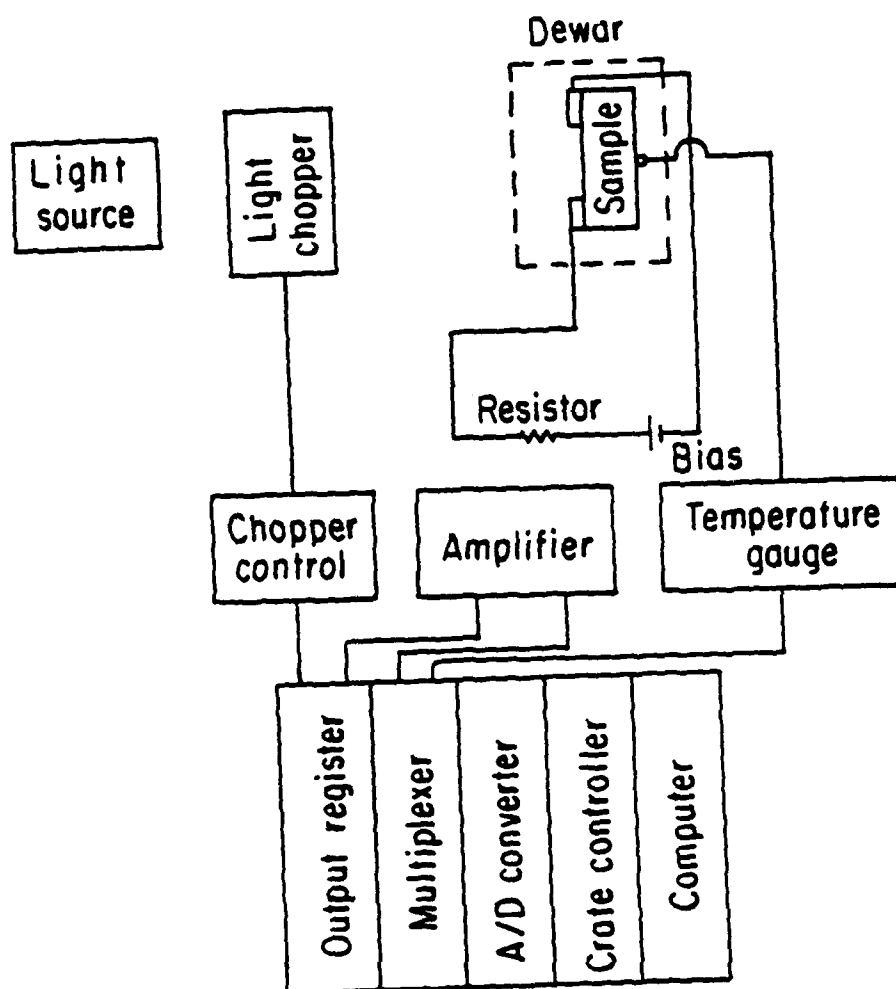 Dewar
Light
source
Light
chopper
Sample
Resistor
Bias
Chopper
control
Amplifier
Temperature
gauge
Output register
Multiplexer
A/D converter
Crate controller
Computer